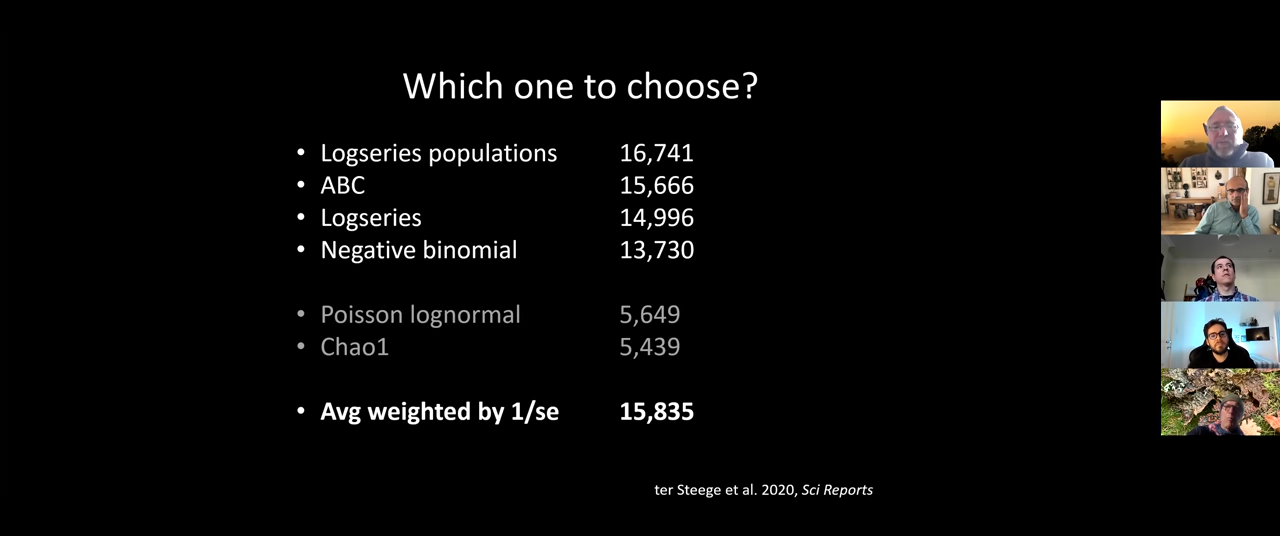 Which one to choose?
• Logseries populations 16,741
• ABC 15,666
• Logseries 14,996
• Negative binomial 13,730
• Poisson lognormal 5,649
• Chao1 5,439
• Avg weighted by 1/se 15,835
ter Steege et al. 2020, Sci Reports